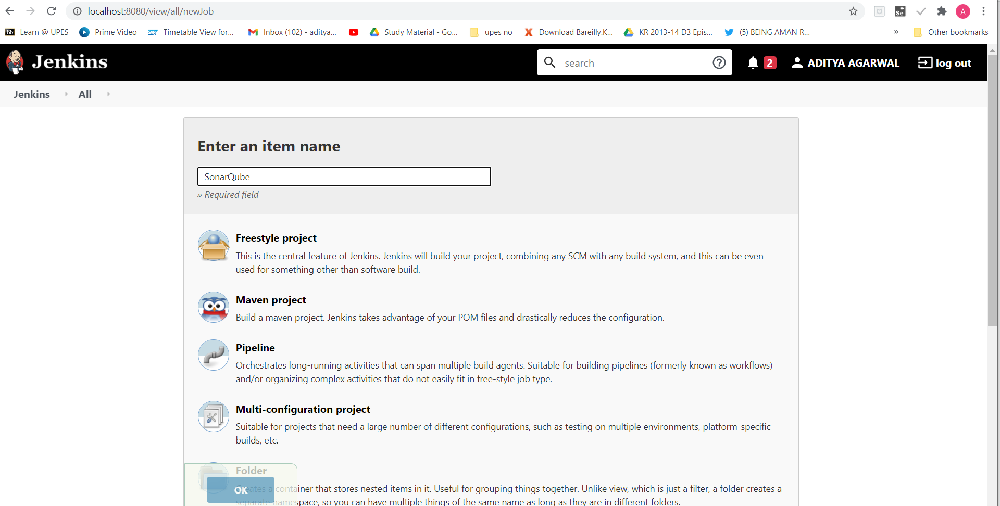 localhost:8080/view/all/newJob
Se
A
Bb Learn @ UPES Prime Video SAP Timetable View for... Inbox (102) - aditya... Study Material - Go... upes no Download Bareilly.K... KR 2013-14 D3 Epis... (5) BEING AMAN R... » Other bookmarks
Jenkins search 2 ADITYA AGARWAL log out
Jenkins All
Enter an item name
SonarQube
» Required field
Freestyle project
This is the central feature of Jenkins. Jenkins will build your project, combining any SCM with any build system, and this can be even
used for something other than software build.
Maven project
Build a maven project. Jenkins takes advantage of your POM files and drastically reduces the configuration.
Pipeline
Orchestrates long-running activities that can span multiple build agents. Suitable for building pipelines (formerly known as workflows)
and/or organizing complex activities that do not easily fit in free-style job type.
Multi-configuration project
Suitable for projects that need a large number of different configurations, such as testing on multiple environments, platform-specific
builds, etc.
Folder
OK
Creates a container that stores nested items in it. Useful for grouping things together. Unlike view, which is just a filter, a folder creates a
separate namespace, so you can have multiple things of the same name as long as they are in different folders.